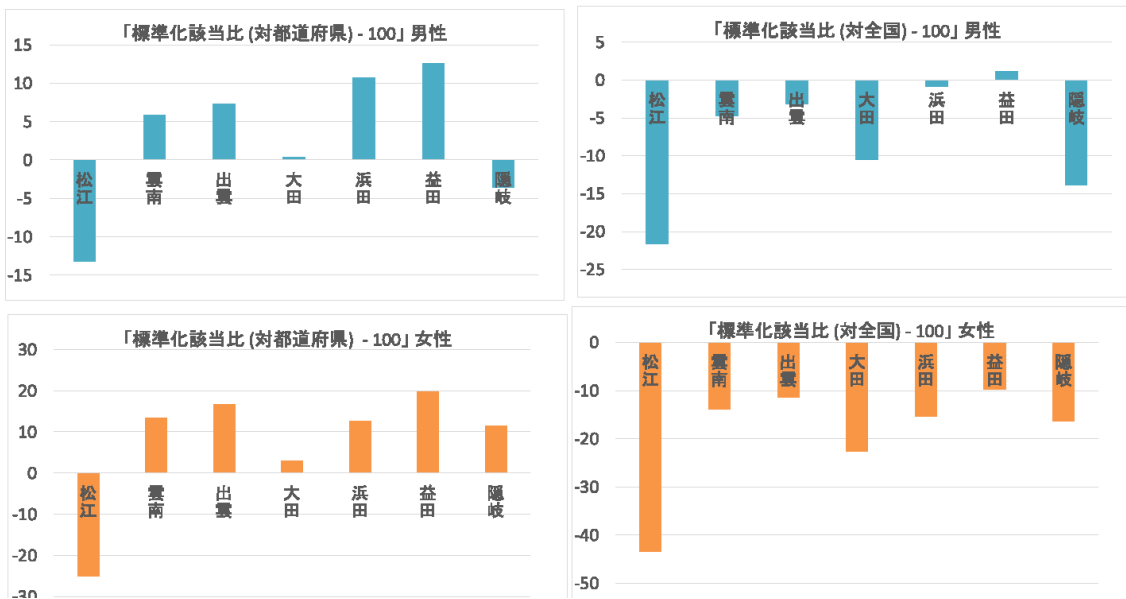 「標準化該当比 (対都道府県) - 100」 男性
15
10
5
0
-5
-10
-15
松江
雲南
出雲
大田
浜田
益田
隠岐
「標準化該当比 (対全国) - 100」 男性
5
0
-5
-10
-15
-20
-25
松江
雲南
出雲
大田
浜田
益田
隠岐
「標準化該当比 (対都道府県) - 100」 女性
30
20
10
0
-10
-20
-30
松江
雲南
出雲
大田
浜田
益田
隠岐
「標準化該当比 (対全国) - 100」 女性
0
-10
-20
-30
-40
-50
松江
雲南
出雲
大田
浜田
益田
隠岐